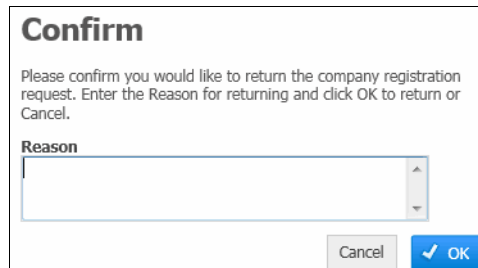 Confirm
Please confirm you would like to return the company registration
request. Enter the Reason for returning and click OK to return or
Cancel.
Reason
Cancel
OK